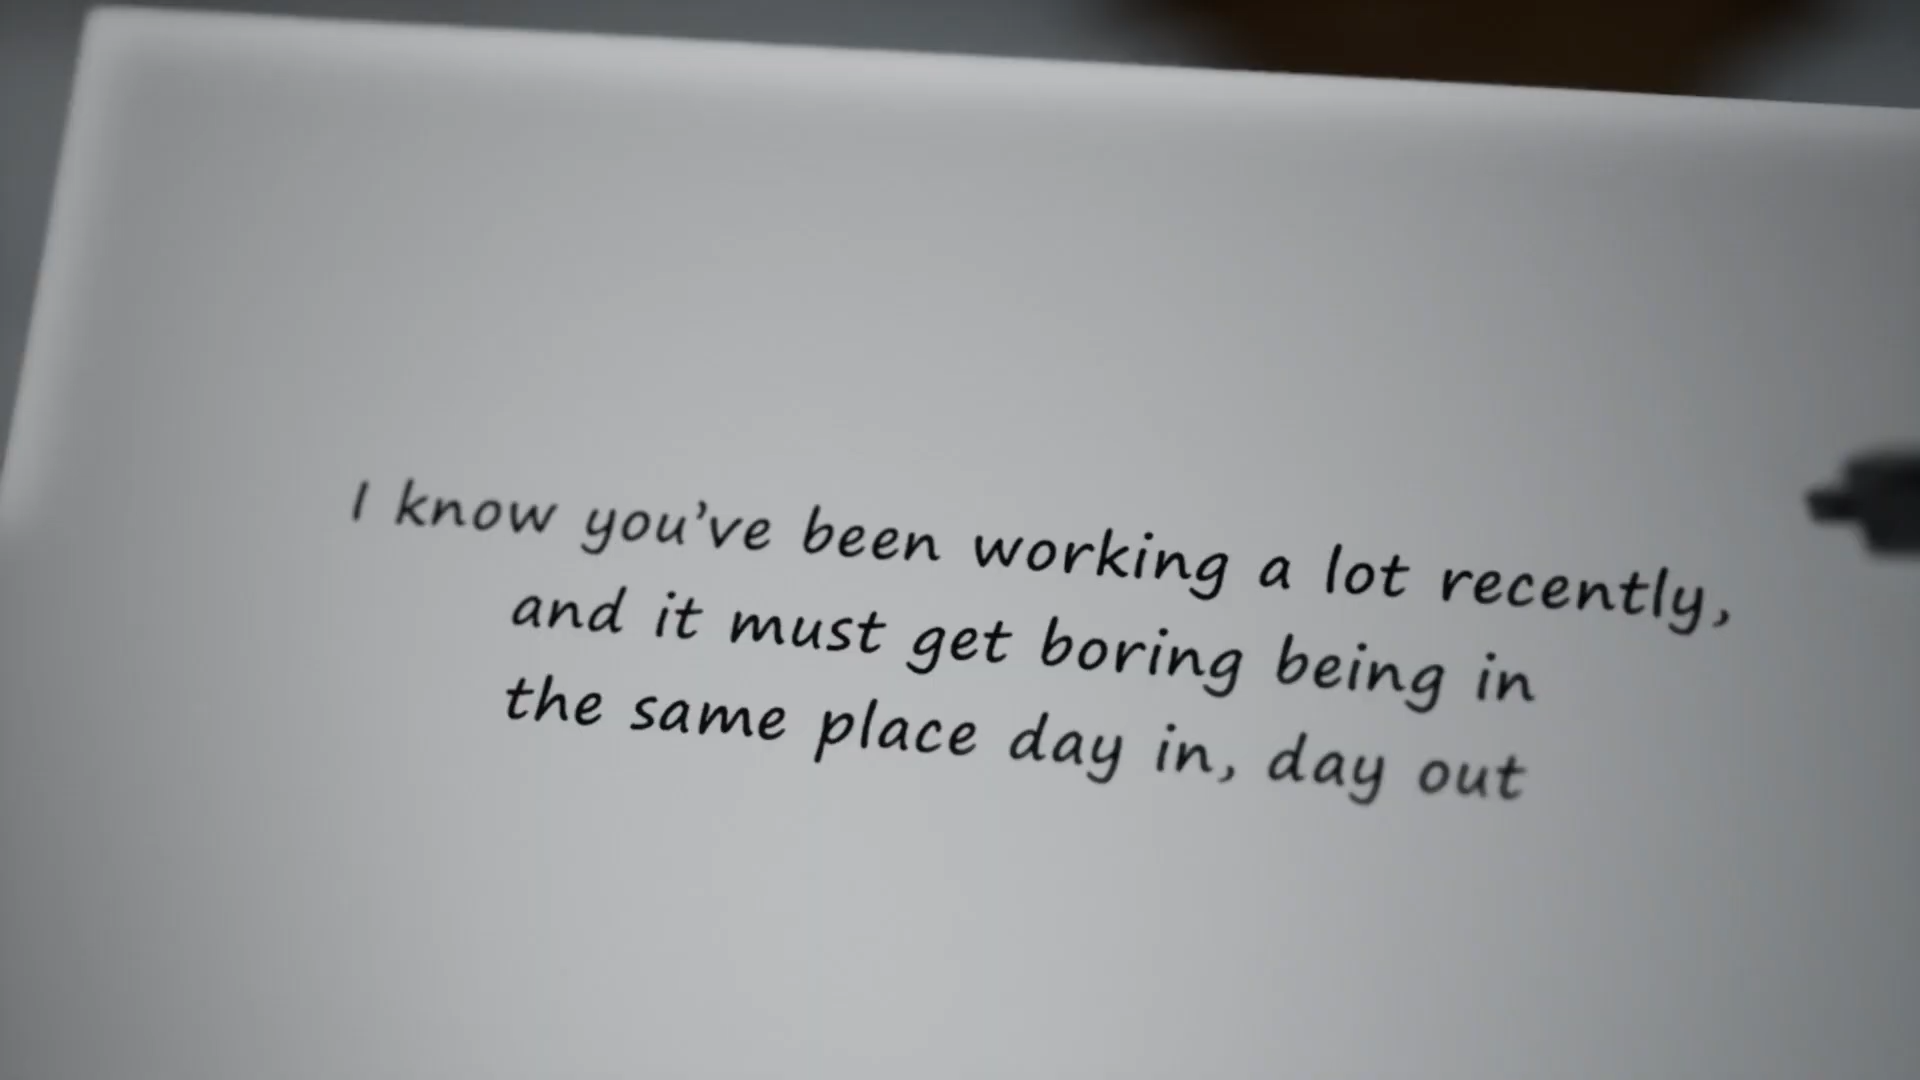 I know you’ve been working a lot recently,
and it must get boring being in
the same place day in, day out